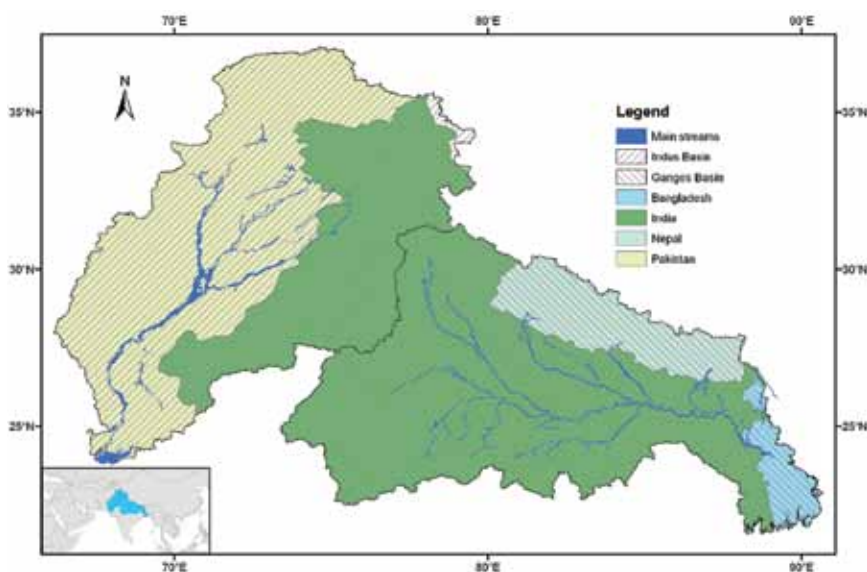 70°E 80°E 90°E
N
35°N 35°N
Legend
Main streams
Indus Basin
Ganges Basin
Bangladesh
India
Nepal
Pakistan
30°N 30°N
25°N 25°N
70°E 80°E 90°E